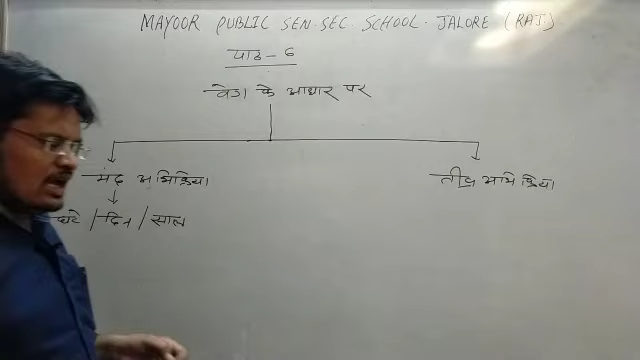 MAYOOR PUBLIC SEN. SEC. SCHOOL. JALORE (RAJ)
पाठ - 6
वेग के आधार पर
मंद अभिक्रिया तीव्र अभिक्रिया
घंटे / दिन / साल